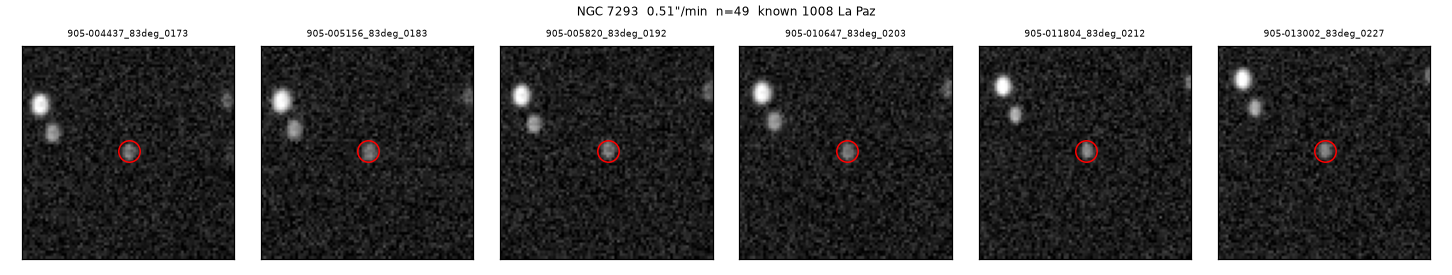 NGC 7293  0.51"/min  n=49  known 1008 La Paz
905-004437_83deg_0173
905-005156_83deg_0183
905-005820_83deg_0192
905-010647_83deg_0203
905-011804_83deg_0212
905-013002_83deg_0227